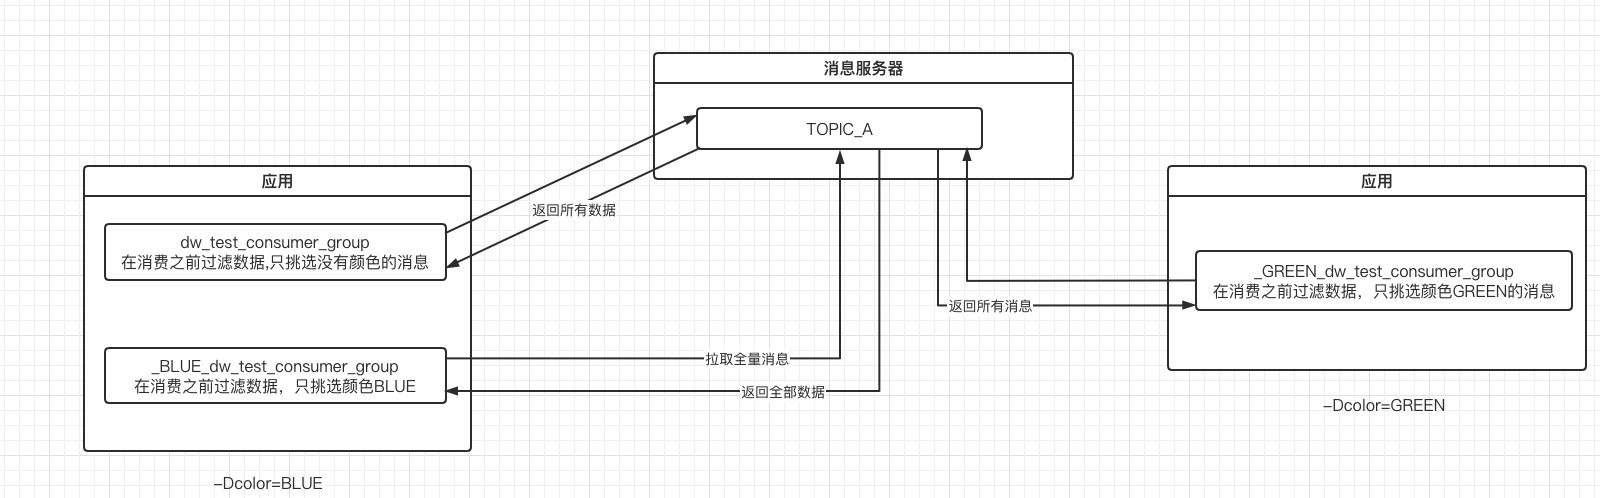 消息服务器
TOPIC_A
应用
dw_test_consumer_group
在消费之前过滤数据,只挑选没有颜色的消息
_BLUE_dw_test_consumer_group
在消费之前过滤数据，只挑选颜色BLUE
-Dcolor=BLUE
返回所有数据
拉取全量消息
返回全部数据
返回所有消息
应用
_GREEN_dw_test_consumer_group
在消费之前过滤数据，只挑选颜色GREEN的消息
-Dcolor=GREEN